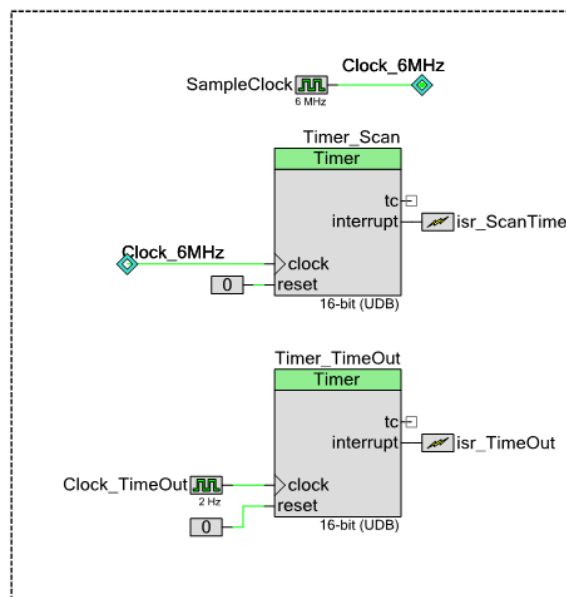 Clock_6MHz
SampleClock
6 MHz
Timer_Scan
Timer
tc
interrupt
isr_ScanTime
Clock_6MHz
clock
0
reset
16-bit (UDB)
Timer_TimeOut
Timer
tc
interrupt
isr_TimeOut
Clock_TimeOut
clock
2 Hz
reset
0
16-bit (UDB)